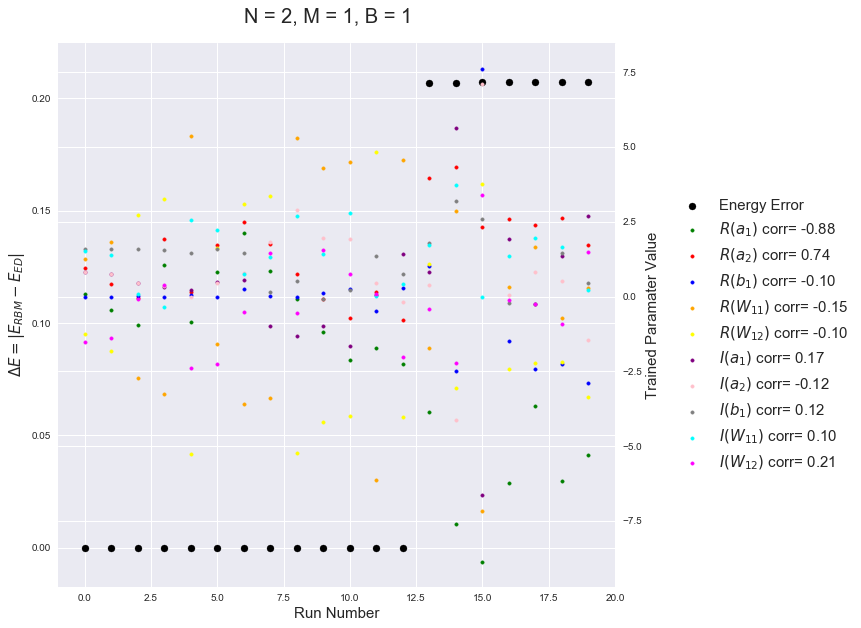 N = 2, M = 1, B = 1
0.20
0.15
0.10
0.05
0.00
ΔE = |E_RBM − E_ED|
0.0
2.5
5.0
7.5
10.0
12.5
15.0
17.5
20.0
Run Number
7.5
5.0
2.5
0.0
−2.5
−5.0
−7.5
Trained Paramater Value
Energy Error
R(a₁) corr= -0.88
R(a₂) corr= 0.74
R(b₁) corr= -0.10
R(W₁₁) corr= -0.15
R(W₁₂) corr= -0.10
I(a₁) corr= 0.17
I(a₂) corr= -0.12
I(b₁) corr= 0.12
I(W₁₁) corr= 0.10
I(W₁₂) corr= 0.21